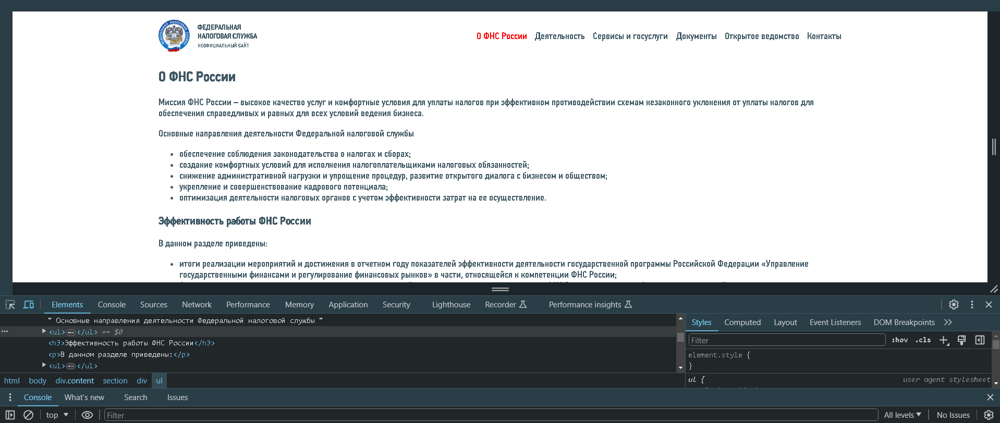 ФЕДЕРАЛЬНАЯ
НАЛОГОВАЯ СЛУЖБА
НЕОФИЦИАЛЬНЫЙ САЙТ
О ФНС России Деятельность Сервисы и госуслуги Документы Открытое ведомство Контакты
О ФНС России
Миссия ФНС России – высокое качество услуг и комфортные условия для уплаты налогов при эффективном противодействии схемам незаконного уклонения от уплаты налогов для
обеспечения справедливых и равных для всех условий ведения бизнеса.
Основные направления деятельности Федеральной налоговой службы
• обеспечение соблюдения законодательства о налогах и сборах;
• создание комфортных условий для исполнения налогоплательщиками налоговых обязанностей;
• снижение административной нагрузки и упрощение процедур, развитие открытого диалога с бизнесом и обществом;
• укрепление и совершенствование кадрового потенциала;
• оптимизация деятельности налоговых органов с учетом эффективности затрат на ее осуществление.
Эффективность работы ФНС России
В данном разделе приведены:
• итоги реализации мероприятий и достижения в отчетном году показателей эффективности деятельности государственной программы Российской Федерации «Управление
государственными финансами и регулирование финансовых рынков» в части, относящейся к компетенции ФНС России;
Elements Console Sources Network Performance Memory Application Security Lighthouse Recorder Performance insights
" Основные направления деятельности Федеральной налоговой службы "
<ul>…</ul> == $0
<h3>Эффективность работы ФНС России</h3>
<p>В данном разделе приведены:</p>
<ul>…</ul>
html body div.content section div ul
Styles Computed Layout Event Listeners DOM Breakpoints
Filter :hov .cls
element.style {
}
ul { user agent stylesheet
Console What's new Search Issues
top Filter All levels No Issues